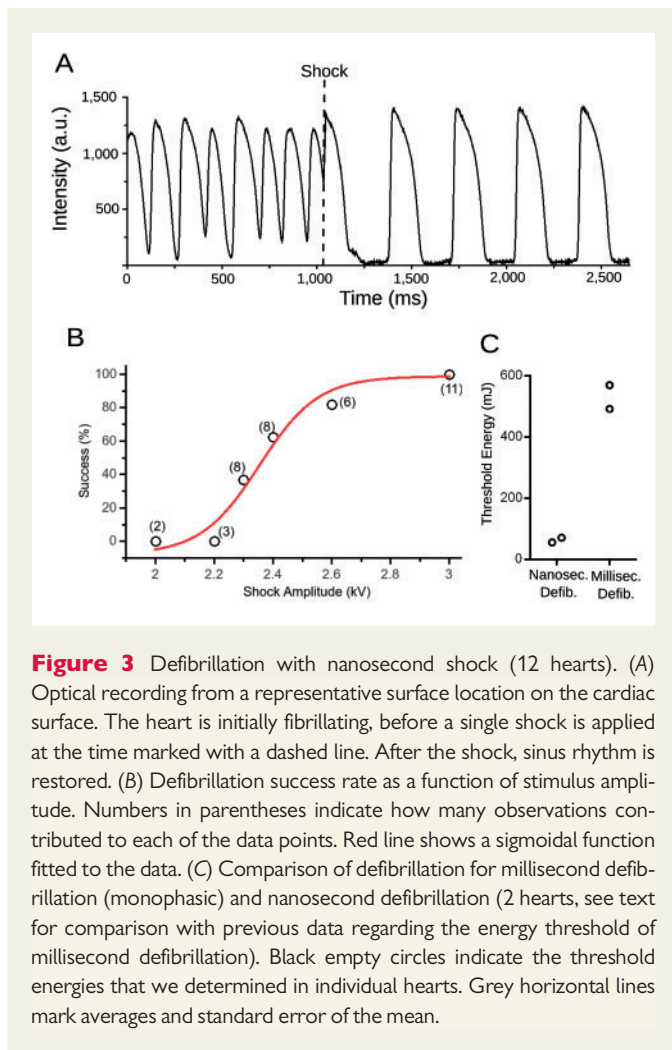 A
Shock
1,500
1,000
500
Intensity (a.u.)
0
500
1,000
1,500
2,000
2,500
Time (ms)
B
100
80
60
40
20
0
Success (%)
(2)
(3)
(8)
(8)
(6)
(11)
2
2.2
2.4
2.6
2.8
3
Shock Amplitude (kV)
C
600
400
200
0
Threshold Energy (mJ)
Nanosec. Millisec.
Defib. Defib.
Figure 3 Defibrillation with nanosecond shock (12 hearts). (A)
Optical recording from a representative surface location on the cardiac
surface. The heart is initially fibrillating, before a single shock is applied
at the time marked with a dashed line. After the shock, sinus rhythm is
restored. (B) Defibrillation success rate as a function of stimulus ampli-
tude. Numbers in parentheses indicate how many observations con-
tributed to each of the data points. Red line shows a sigmoidal function
fitted to the data. (C) Comparison of defibrillation for millisecond defib-
rillation (monophasic) and nanosecond defibrillation (2 hearts, see text
for comparison with previous data regarding the energy threshold of
millisecond defibrillation). Black empty circles indicate the threshold
energies that we determined in individual hearts. Grey horizontal lines
mark averages and standard error of the mean.